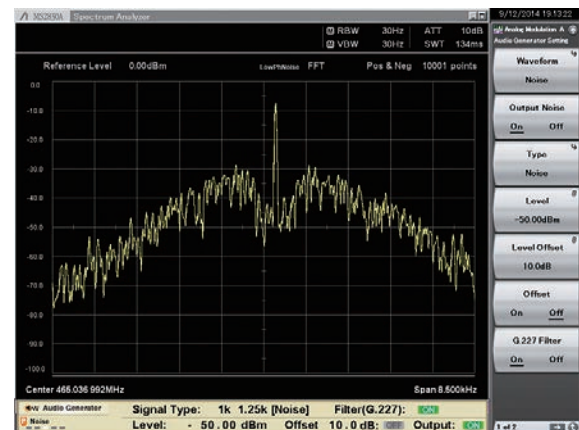 MS2830A Spectrum Analyzer
9/12/2014 19:13:22
RBW 30Hz ATT 10dB
VBW 30Hz SWT 134ms
Analog Modulation A
Audio Generator Setting
Reference Level 0.00dBm LowPhNoise FFT Pos & Neg 10001 points
0.0
-10.0
-20.0
-30.0
-40.0
-50.0
-60.0
-70.0
-80.0
-90.0
-100.0
Center 466.036 992MHz Span 8.500kHz
Waveform
Noise
Output Noise
On Off
Type
Noise
Level
-50.00dBm
Level Offset
10.0dB
Offset
On Off
G.227 Filter
On Off
1 of 2
Audio Generator
Noise
Signal Type: 1k 1.25k [Noise] Filter(G.227): ON
Level: - 50.00 dBm Offset 10.0 dB: OFF Output: ON